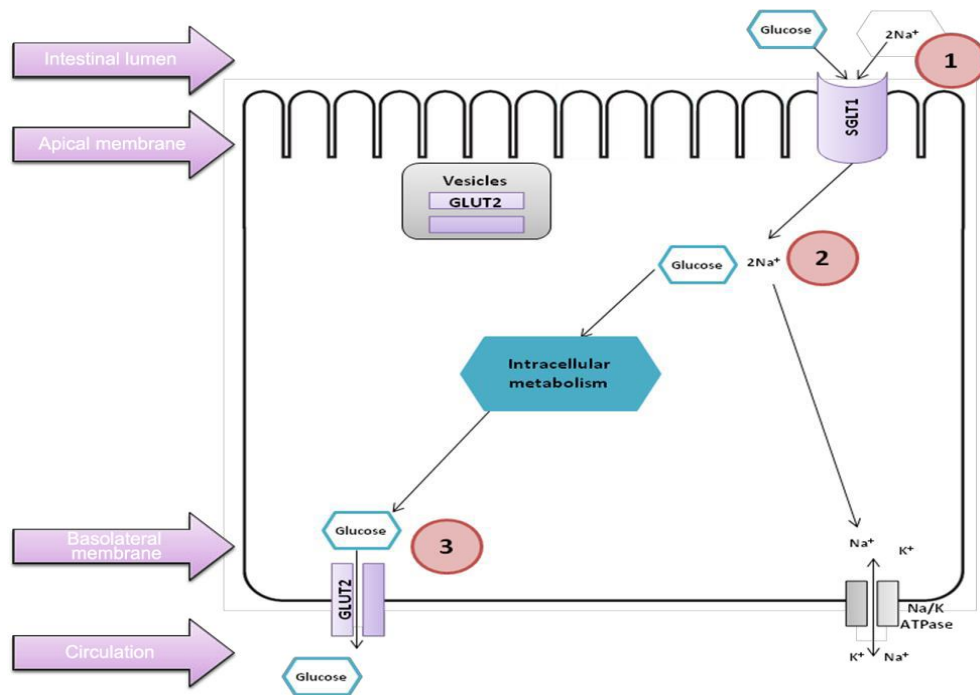 Intestinal lumen
Glucose
2Na⁺
1
Apical membrane
SGLT1
Vesicles
GLUT2
Glucose
2Na⁺
2
Intracellular
metabolism
Basolateral
membrane
Glucose
3
Na⁺
K⁺
GLUT2
Na/K
ATPase
Circulation
K⁺
Na⁺
Glucose